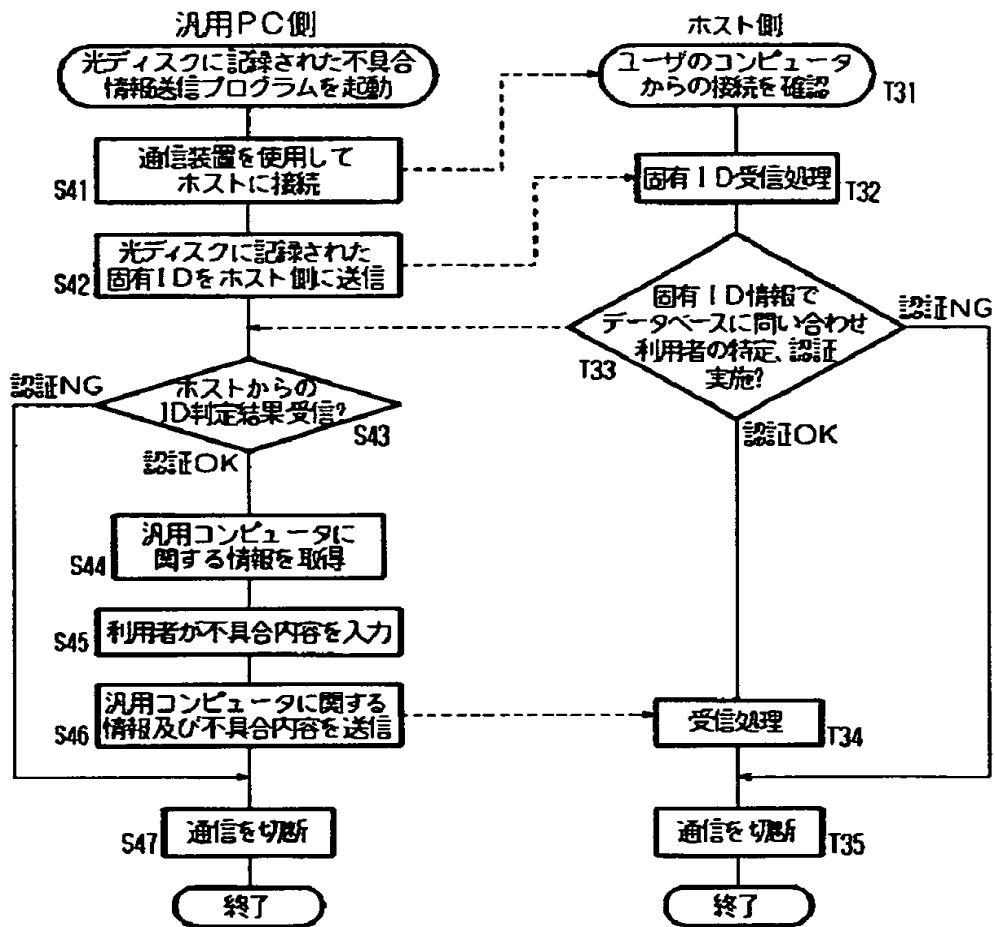 汎用PC側
光ディスクに記録された不具合
情報送信プログラムを起動
通信装置を使用して
ホストに接続
S41
光ディスクに記録された
固有IDをホスト側に送信
S42
認証NG
ホストからの
ID判定結果受信?
S43
認証OK
汎用コンピュータに
関する情報を取得
S44
利用者が不具合内容を入力
S45
汎用コンピュータに関する
情報及び不具合内容を送信
S46
通信を切断
S47
終了
ホスト側
ユーザのコンピュータ
からの接続を確認
T31
固有ID受信処理
T32
固有ID情報で
データベースに問い合わせ
利用者の特定、認証
実施?
T33
認証NG
認証OK
受信処理
T34
通信を切断
T35
終了